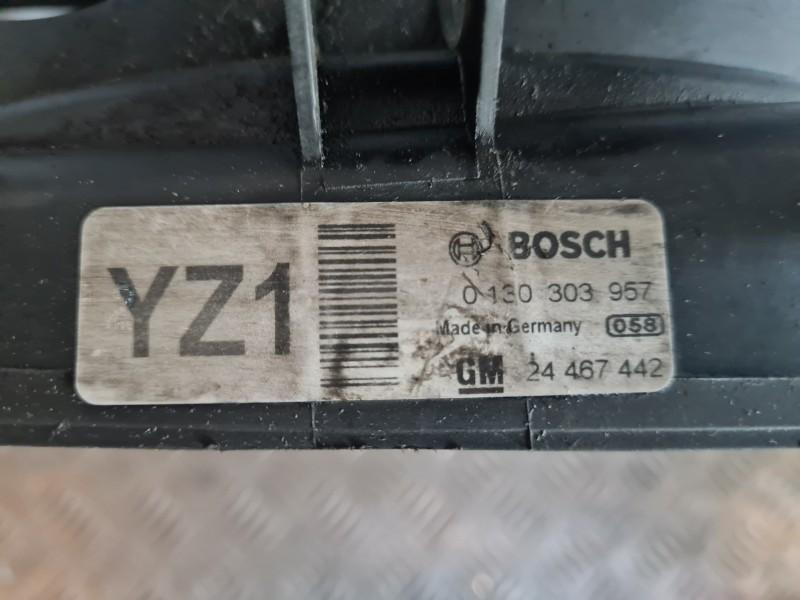 YZ1
BOSCH
0 130 303 957
Made in Germany 058
GM 24 467 442